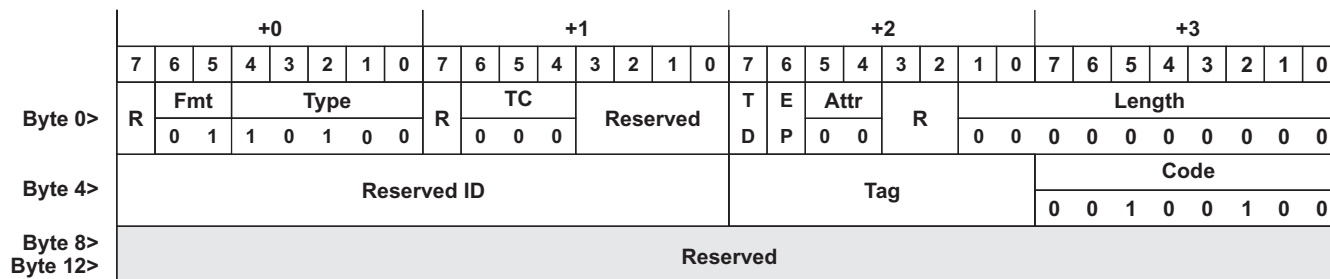 +0 +1 +2 +3
7 6 5 4 3 2 1 0 7 6 5 4 3 2 1 0 7 6 5 4 3 2 1 0 7 6 5 4 3 2 1 0
Byte 0> R Fmt Type R TC Reserved T E Attr R Length
0 1 1 0 1 0 0 0 0 0 D P 0 0 0 0 0 0 0 0 0 0 0 0
Byte 4> Reserved ID Tag Code
0 0 1 0 0 1 0 0
Byte 8> Reserved
Byte 12>